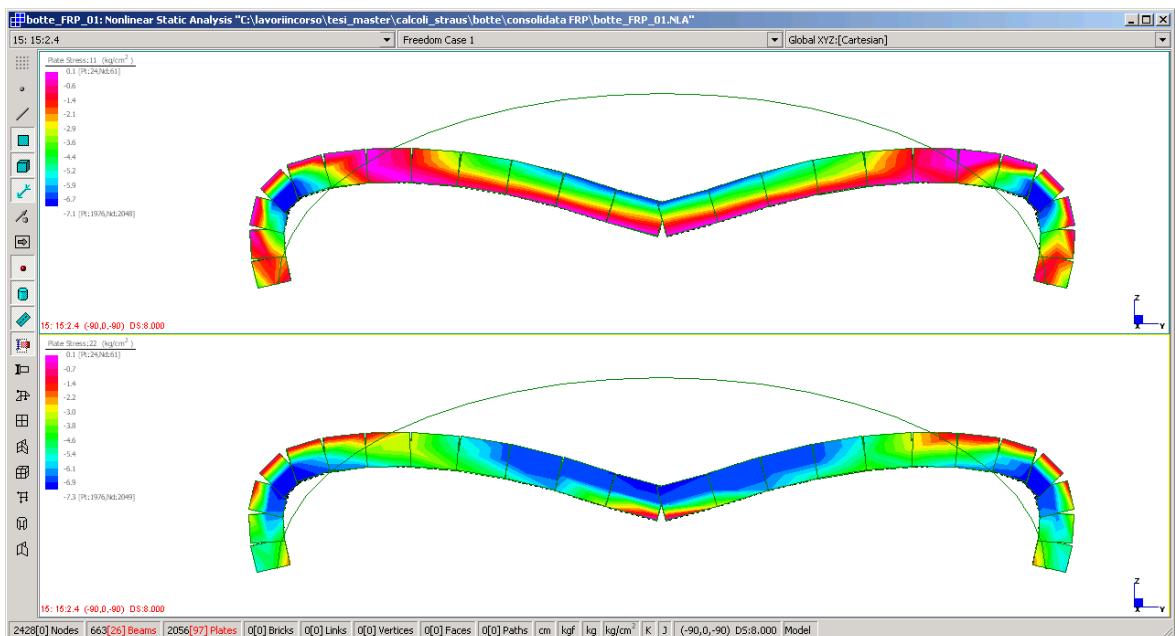 botte_FRP_01: Nonlinear Static Analysis "C:\lavoriincorso\tesi_master\calcoli_straus\botte\consolidata FRP\botte_FRP_01.NLA"
15: 15:2.4 Freedom Case 1 Global XYZ:[Cartesian]
Plate Stress:11 (kg/cm²)
0.1 [Pt:24,Nd:61]
-0.6
-1.4
-2.1
-2.9
-3.6
-4.4
-5.2
-5.9
-6.7
-7.1 [Pt:1976,Nd:2048]
Z
X Y
15: 15:2.4 (-90,0,-90) DS:8.000
Plate Stress:22 (kg/cm²)
0.1 [Pt:24,Nd:61]
-0.7
-1.4
-2.2
-3.0
-3.8
-4.6
-5.4
-6.1
-6.9
-7.3 [Pt:1976,Nd:2049]
Z
X Y
15: 15:2.4 (-90,0,-90) DS:8.000
2428[0] Nodes 663[26] Beams 2056[97] Plates 0[0] Bricks 0[0] Links 0[0] Vertices 0[0] Faces 0[0] Paths cm kgf kg kg/cm² K J (-90,0,-90) DS:8.000 Model